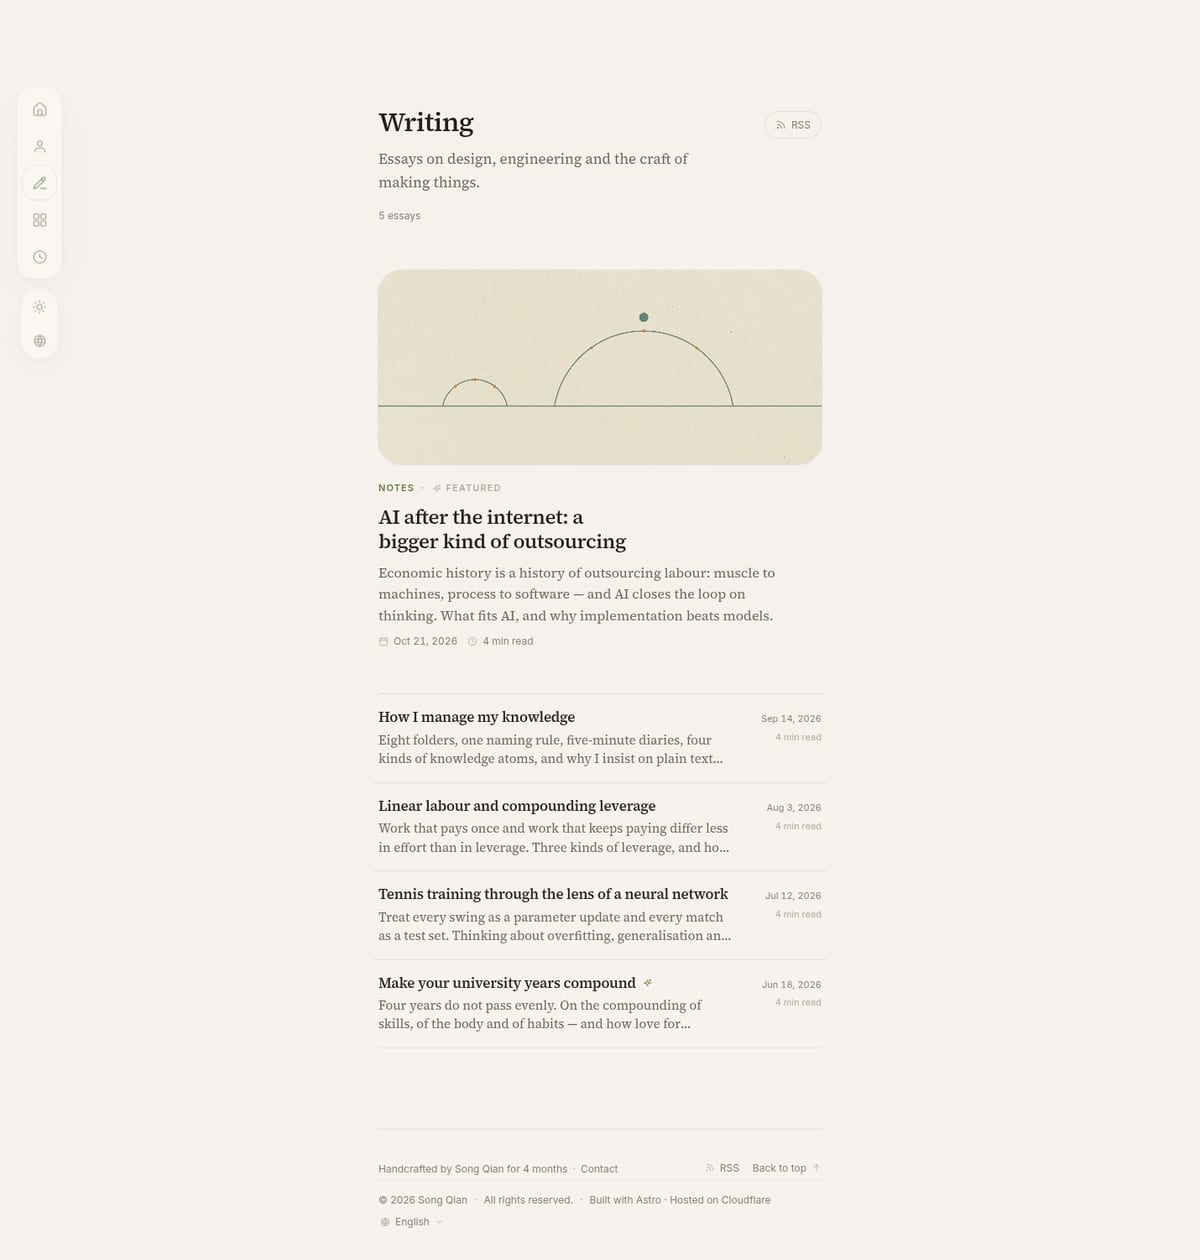 Writing
RSS
Essays on design, engineering and the craft of
making things.
5 essays
NOTES · FEATURED
AI after the internet: a
bigger kind of outsourcing
Economic history is a history of outsourcing labour: muscle to
machines, process to software — and AI closes the loop on
thinking. What fits AI, and why implementation beats models.
Oct 21, 2026 4 min read
How I manage my knowledge
Sep 14, 2026
Eight folders, one naming rule, five-minute diaries, four
4 min read
kinds of knowledge atoms, and why I insist on plain text…
Linear labour and compounding leverage
Aug 3, 2026
Work that pays once and work that keeps paying differ less
4 min read
in effort than in leverage. Three kinds of leverage, and ho…
Tennis training through the lens of a neural network
Jul 12, 2026
Treat every swing as a parameter update and every match
4 min read
as a test set. Thinking about overfitting, generalisation an…
Make your university years compound
Jun 18, 2026
Four years do not pass evenly. On the compounding of
4 min read
skills, of the body and of habits — and how love for…
Handcrafted by Song Qian for 4 months · Contact
RSS Back to top ↑
© 2026 Song Qian · All rights reserved. · Built with Astro · Hosted on Cloudflare
English